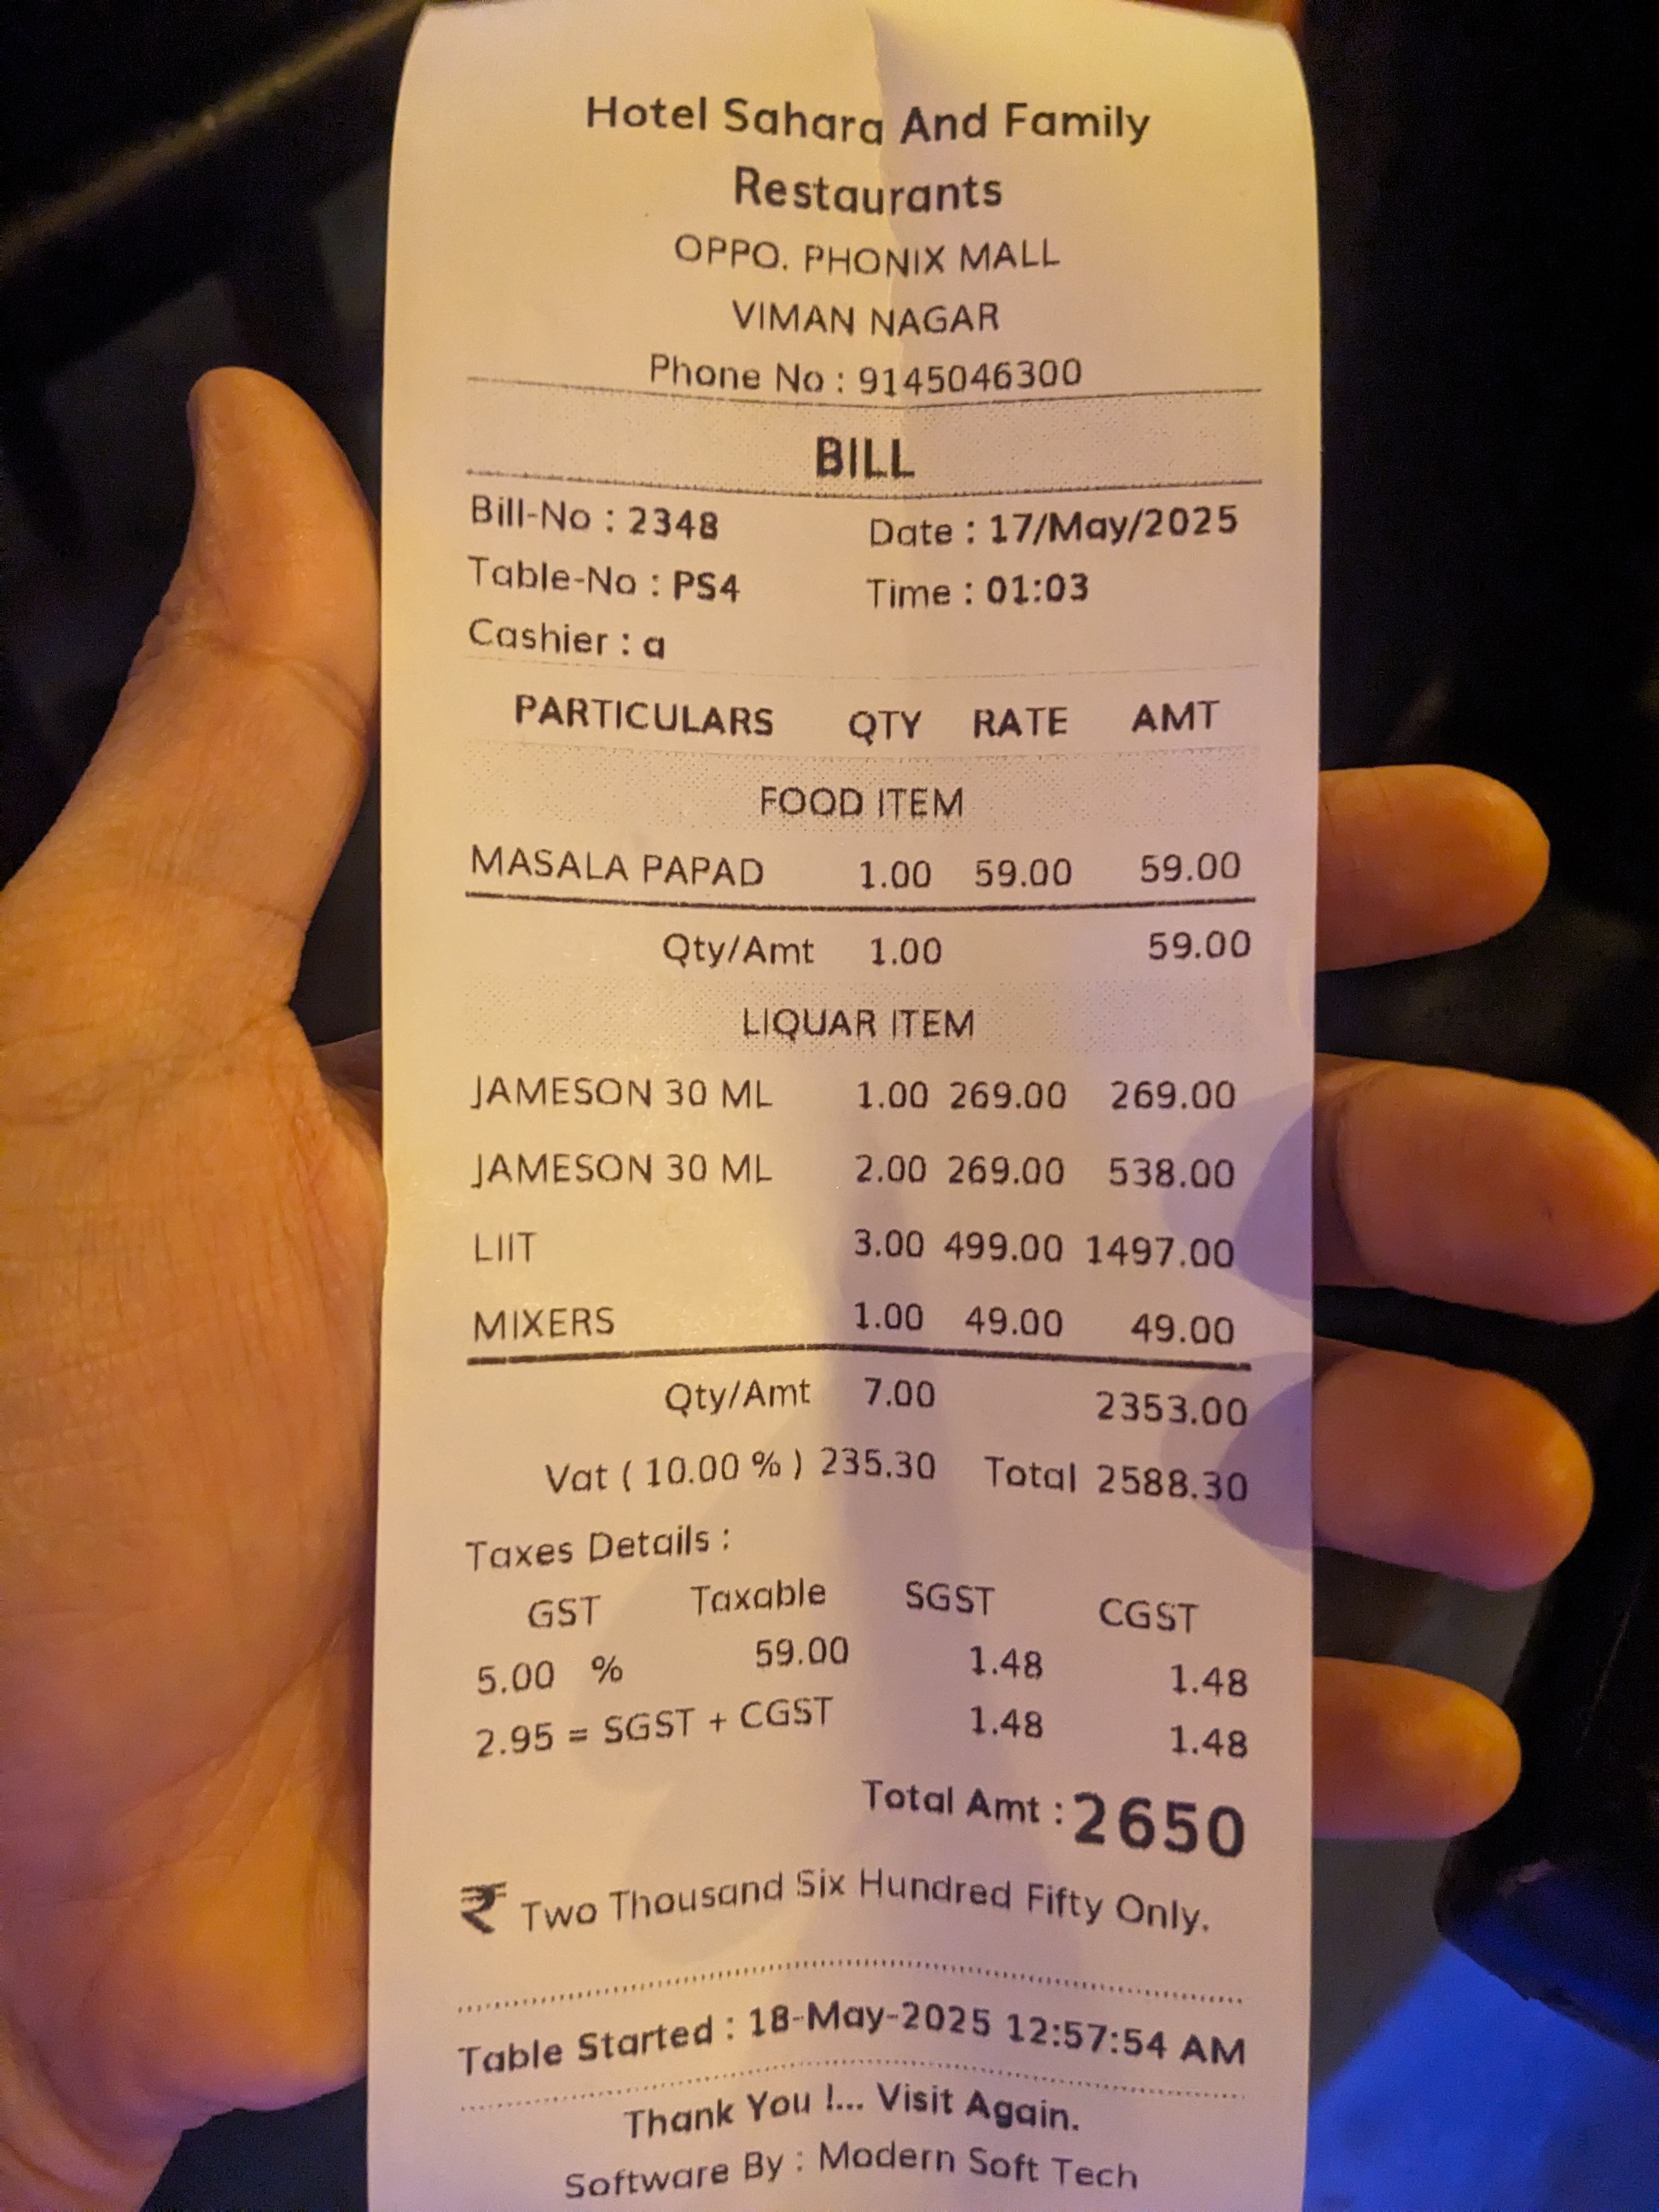 Hotel Sahara And Family
Restaurants
OPPO. PHONIX MALL
VIMAN NAGAR
Phone No : 9145046300
BILL
Bill-No : 2348 Date : 17/May/2025
Table-No : PS4 Time : 01:03
Cashier : a
PARTICULARS QTY RATE AMT
FOOD ITEM
MASALA PAPAD 1.00 59.00 59.00
Qty/Amt 1.00 59.00
LIQUAR ITEM
JAMESON 30 ML 1.00 269.00 269.00
JAMESON 30 ML 2.00 269.00 538.00
LIIT 3.00 499.00 1497.00
MIXERS 1.00 49.00 49.00
Qty/Amt 7.00 2353.00
Vat ( 10.00 % ) 235.30 Total 2588.30
Taxes Details :
GST Taxable SGST CGST
5.00 % 59.00 1.48 1.48
2.95 = SGST + CGST 1.48 1.48
Total Amt : 2650
₹ Two Thousand Six Hundred Fifty Only.
Table Started : 18-May-2025 12:57:54 AM
Thank You !... Visit Again.
Software By : Modern Soft Tech